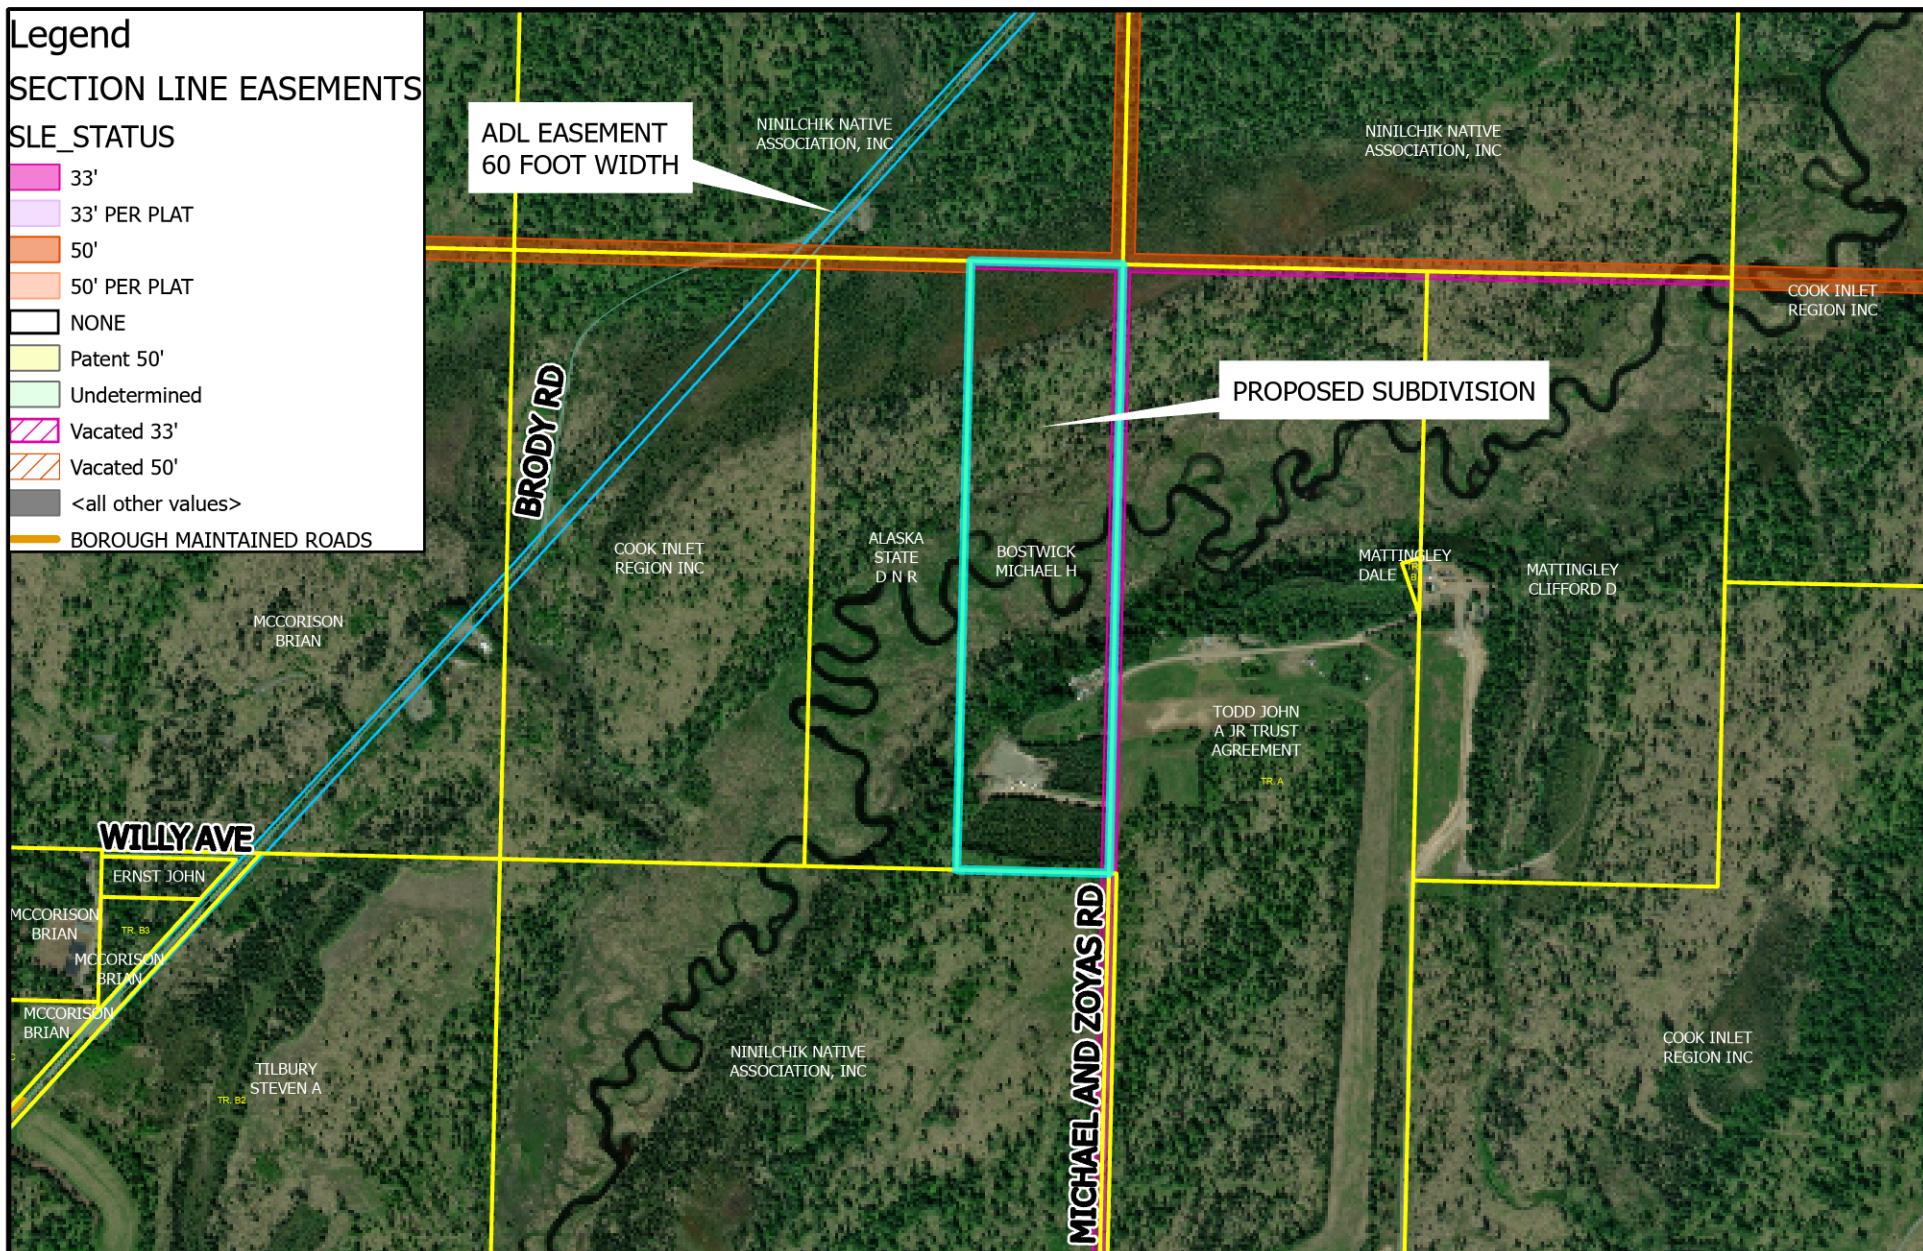 Legend
SECTION LINE EASEMENTS
SLE_STATUS
33'
33' PER PLAT
50'
50' PER PLAT
NONE
Patent 50'
Undetermined
Vacated 33'
Vacated 50'
<all other values>
BOROUGH MAINTAINED ROADS
ADL EASEMENT
60 FOOT WIDTH
NINILCHIK NATIVE
ASSOCIATION, INC
NINILCHIK NATIVE
ASSOCIATION, INC
COOK INLET
REGION INC
PROPOSED SUBDIVISION
BRODY RD
COOK INLET
REGION INC
ALASKA
STATE
D N R
BOSTWICK
MICHAEL H
MATTINGLEY
DALE
MATTINGLEY
CLIFFORD D
MCCORISON
BRIAN
TODD JOHN
A JR TRUST
AGREEMENT
TR. A
WILLY AVE
ERNST JOHN
MCCORISON
BRIAN
TR. B3
MCCORISON
BRIAN
MCCORISON
BRIAN
TILBURY
STEVEN A
TR. B2
NINILCHIK NATIVE
ASSOCIATION, INC
MICHAEL AND ZOYAS RD
COOK INLET
REGION INC